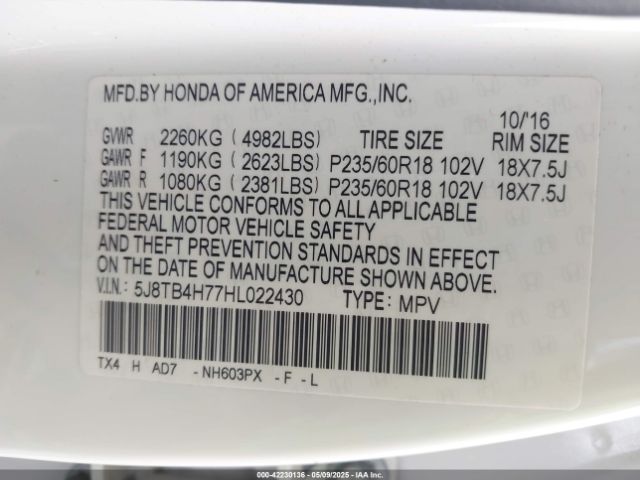 MFD.BY HONDA OF AMERICA MFG.,INC.
10/'16
GVWR 2260KG (4982LBS) TIRE SIZE RIM SIZE
GAWR F 1190KG (2623LBS) P235/60R18 102V 18X7.5J
GAWR R 1080KG (2381LBS) P235/60R18 102V 18X7.5J
THIS VEHICLE CONFORMS TO ALL APPLICABLE
FEDERAL MOTOR VEHICLE SAFETY
AND THEFT PREVENTION STANDARDS IN EFFECT
ON THE DATE OF MANUFACTURE SHOWN ABOVE.
V.I.N.: 5J8TB4H77HL022430 TYPE: MPV
TX4 H AD7 -NH603PX -F-L
© COPART - 42230136 - 05/09/2025 - IAA Holdings, LLC